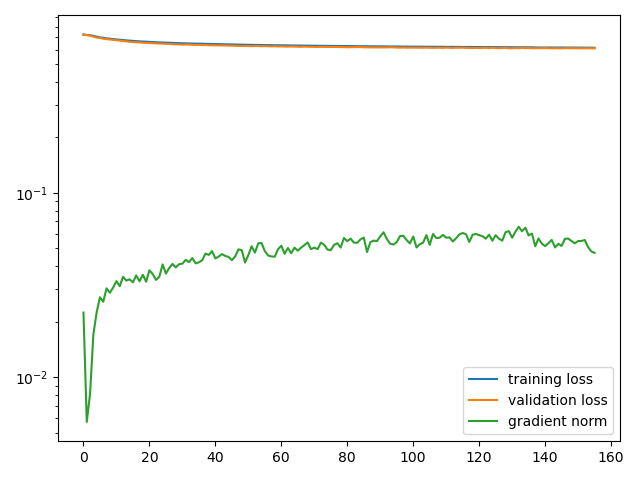 10⁻¹
10⁻²
training loss
validation loss
gradient norm
0 20 40 60 80 100 120 140 160